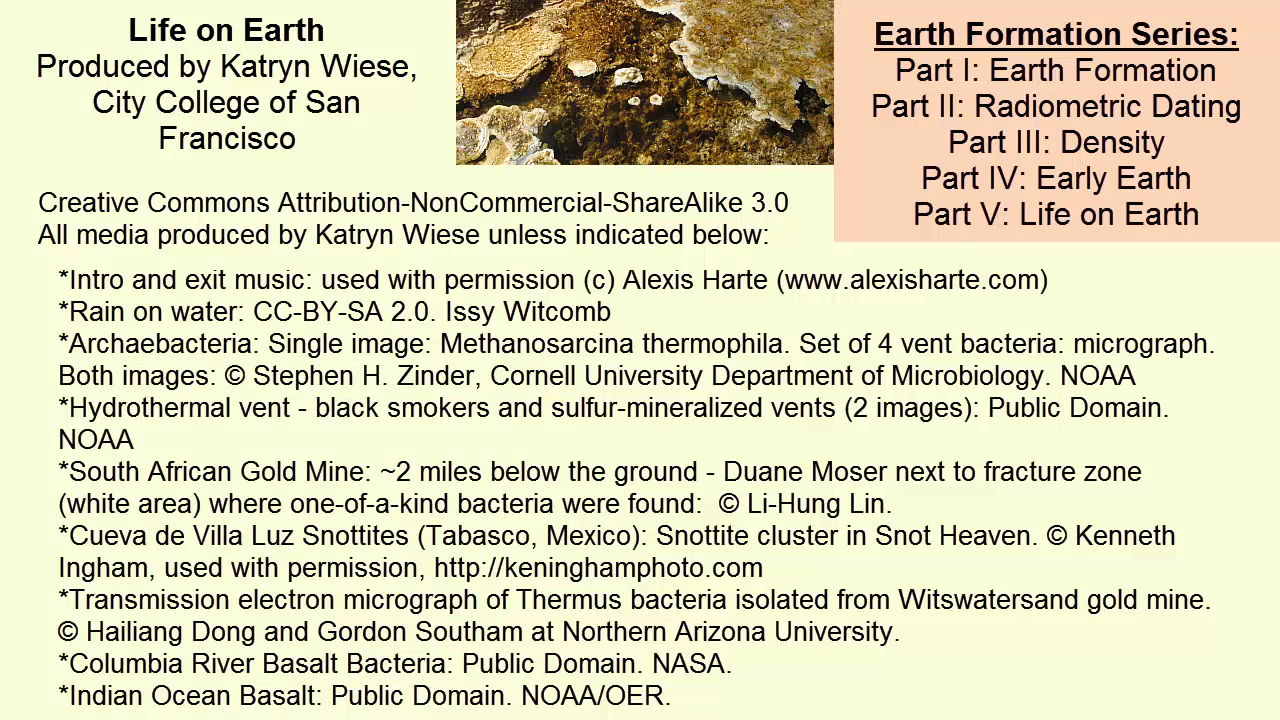 Life on Earth
Produced by Katryn Wiese,
City College of San
Francisco
Earth Formation Series:
Part I: Earth Formation
Part II: Radiometric Dating
Part III: Density
Part IV: Early Earth
Part V: Life on Earth
Creative Commons Attribution-NonCommercial-ShareAlike 3.0
All media produced by Katryn Wiese unless indicated below:
*Intro and exit music: used with permission (c) Alexis Harte (www.alexisharte.com)
*Rain on water: CC-BY-SA 2.0. Issy Witcomb
*Archaebacteria: Single image: Methanosarcina thermophila. Set of 4 vent bacteria: micrograph.
Both images: © Stephen H. Zinder, Cornell University Department of Microbiology. NOAA
*Hydrothermal vent - black smokers and sulfur-mineralized vents (2 images): Public Domain.
NOAA
*South African Gold Mine: ~2 miles below the ground - Duane Moser next to fracture zone
(white area) where one-of-a-kind bacteria were found:  © Li-Hung Lin.
*Cueva de Villa Luz Snottites (Tabasco, Mexico): Snottite cluster in Snot Heaven. © Kenneth
Ingham, used with permission, http://keninghamphoto.com
*Transmission electron micrograph of Thermus bacteria isolated from Witswatersand gold mine.
© Hailiang Dong and Gordon Southam at Northern Arizona University.
*Columbia River Basalt Bacteria: Public Domain. NASA.
*Indian Ocean Basalt: Public Domain. NOAA/OER.